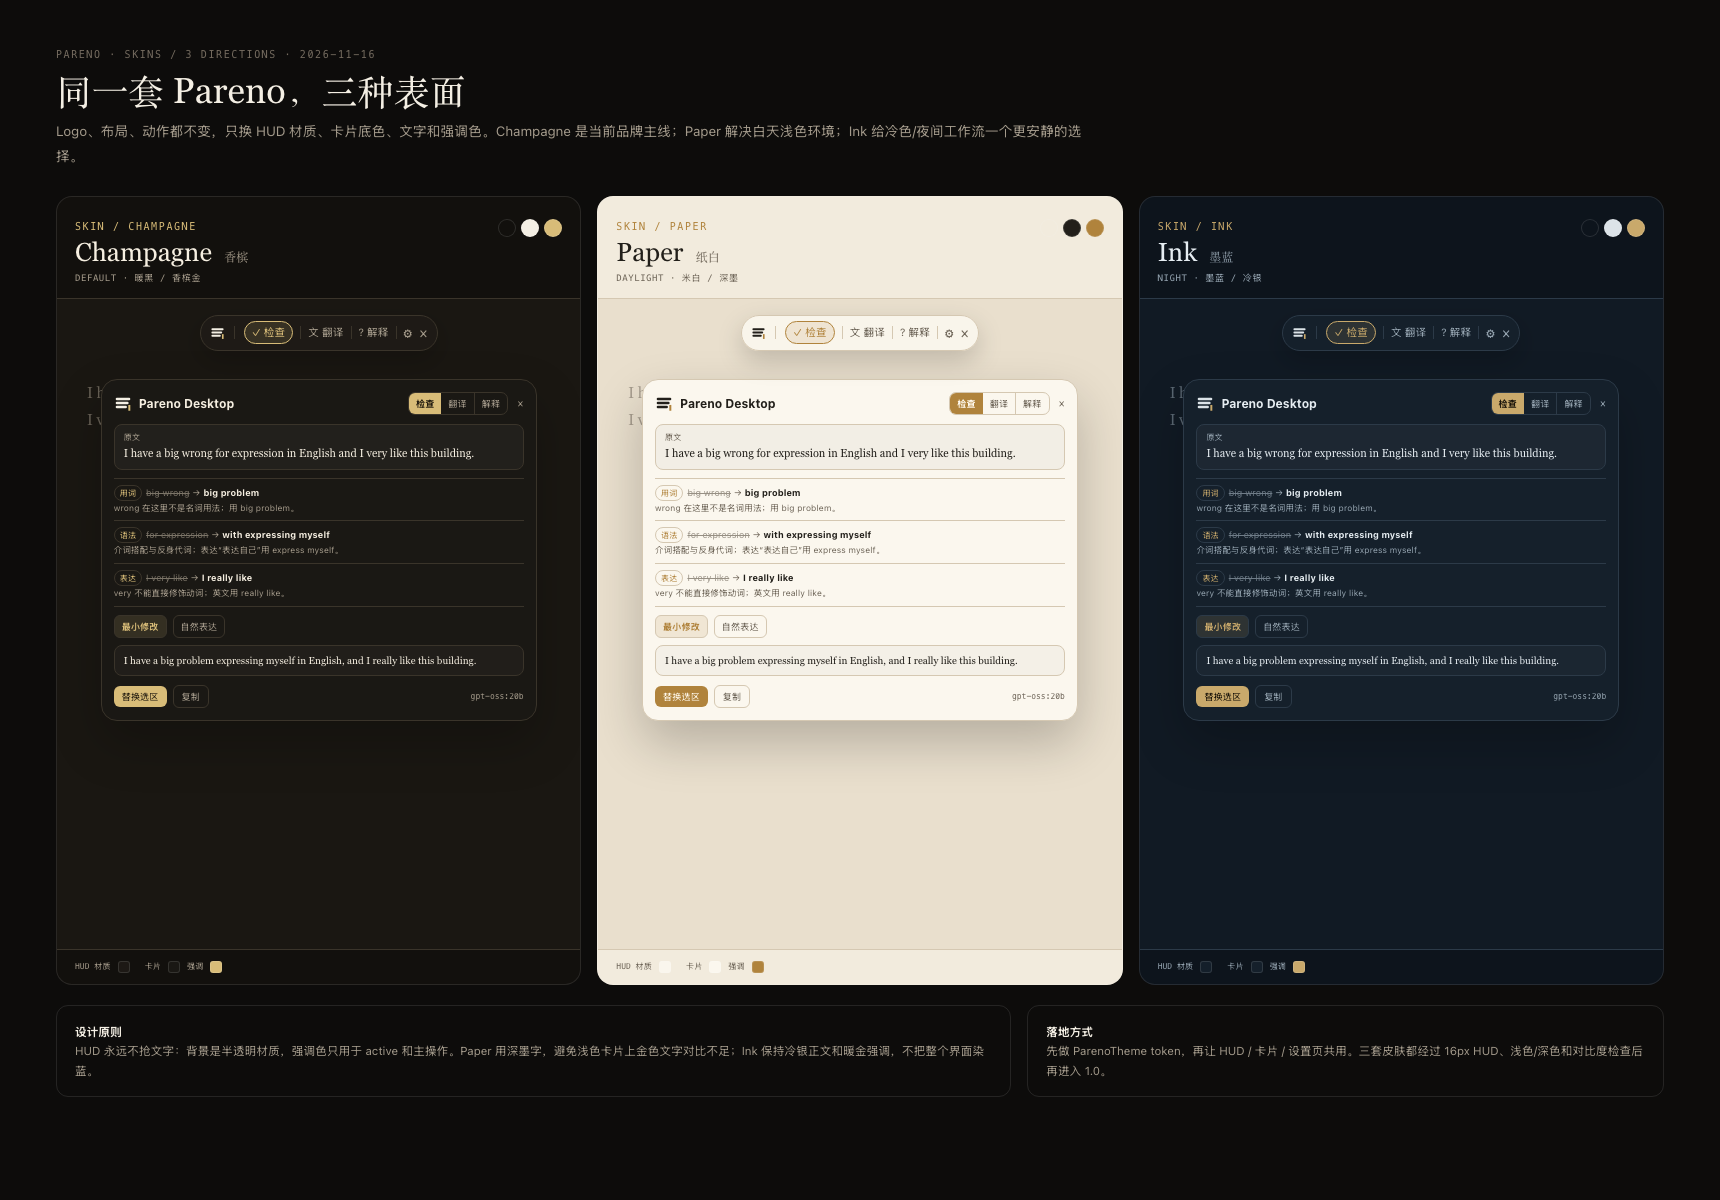 PARENO · SKINS / 3 DIRECTIONS · 2026-11-16
同一套 Pareno，三种表面
Logo、布局、动作都不变，只换 HUD 材质、卡片底色、文字和强调色。Champagne 是当前品牌主线；Paper 解决白天浅色环境；Ink 给冷色/夜间工作流一个更安静的选
择。
SKIN / CHAMPAGNE
Champagne 香槟
DEFAULT · 暖黑 / 香槟金
✓ 检查 文 翻译 ? 解释 ⚙ ×
I h
I v
Pareno Desktop 检查 翻译 解释 ×
原文
I have a big wrong for expression in English and I very like this building.
用词 big wrong → big problem
wrong 在这里不是名词用法；用 big problem。
语法 for expression → with expressing myself
介词搭配与反身代词；表达“表达自己”用 express myself。
表达 I very like → I really like
very 不能直接修饰动词；英文用 really like。
最小修改 自然表达
I have a big problem expressing myself in English, and I really like this building.
替换选区 复制 gpt-oss:20b
HUD 材质 卡片 强调
SKIN / PAPER
Paper 纸白
DAYLIGHT · 米白 / 深墨
✓ 检查 文 翻译 ? 解释 ⚙ ×
I h
I v
Pareno Desktop 检查 翻译 解释 ×
原文
I have a big wrong for expression in English and I very like this building.
用词 big wrong → big problem
wrong 在这里不是名词用法；用 big problem。
语法 for expression → with expressing myself
介词搭配与反身代词；表达“表达自己”用 express myself。
表达 I very like → I really like
very 不能直接修饰动词；英文用 really like。
最小修改 自然表达
I have a big problem expressing myself in English, and I really like this building.
替换选区 复制 gpt-oss:20b
HUD 材质 卡片 强调
SKIN / INK
Ink 墨蓝
NIGHT · 墨蓝 / 冷银
✓ 检查 文 翻译 ? 解释 ⚙ ×
I h
I v
Pareno Desktop 检查 翻译 解释 ×
原文
I have a big wrong for expression in English and I very like this building.
用词 big wrong → big problem
wrong 在这里不是名词用法；用 big problem。
语法 for expression → with expressing myself
介词搭配与反身代词；表达“表达自己”用 express myself。
表达 I very like → I really like
very 不能直接修饰动词；英文用 really like。
最小修改 自然表达
I have a big problem expressing myself in English, and I really like this building.
替换选区 复制 gpt-oss:20b
HUD 材质 卡片 强调
设计原则
HUD 永远不抢文字：背景是半透明材质，强调色只用于 active 和主操作。Paper 用深墨字，避免浅色卡片上金色文字对比不足；Ink 保持冷银正文和暖金强调，不把整个界面染
蓝。
落地方式
先做 ParenoTheme token，再让 HUD / 卡片 / 设置页共用。三套皮肤都经过 16px HUD、浅色/深色和对比度检查后
再进入 1.0。